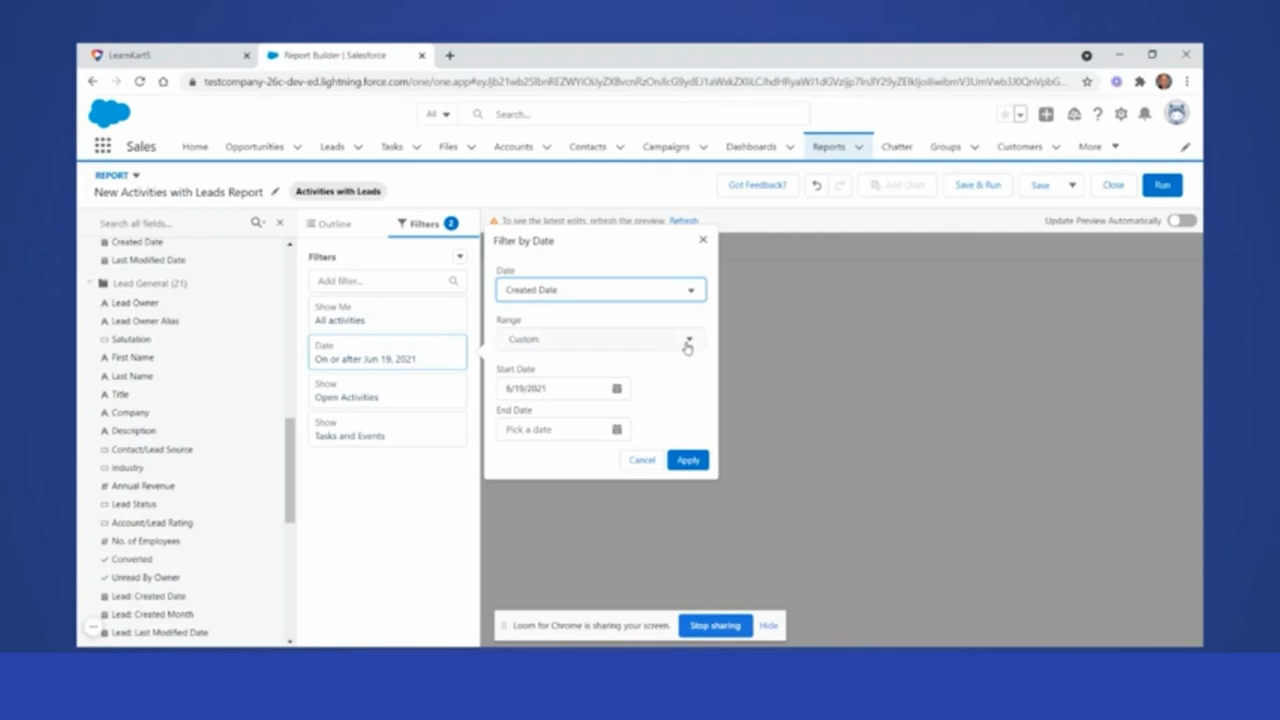 LearnKartS
Report Builder | Salesforce
All
Search...
Sales
Home
Opportunities
Leads
Tasks
Files
Accounts
Contacts
Campaigns
Dashboards
Reports
Chatter
Groups
Customers
More
REPORT
New Activities with Leads Report
Activities with Leads
Got Feedback?
Add Chart
Save & Run
Save
Close
Run
Search all fields...
Created Date
Last Modified Date
Lead General (21)
Lead Owner
Lead Owner Alias
Salutation
First Name
Last Name
Title
Company
Description
Contact/Lead Source
Industry
Annual Revenue
Lead Status
Account/Lead Rating
No. of Employees
Converted
Unread By Owner
Lead: Created Date
Lead: Created Month
Lead: Last Modified Date
Outline
Filters 2
Filters
Add filter...
Show Me
All activities
Date
On or after Jun 19, 2021
Show
Open Activities
Show
Tasks and Events
To see the latest edits, refresh the preview. Refresh
Update Preview Automatically
Filter by Date
Date
Created Date
Range
Custom
Start Date
6/19/2021
End Date
Pick a date
Cancel
Apply
Loom for Chrome is sharing your screen.
Stop sharing
Hide